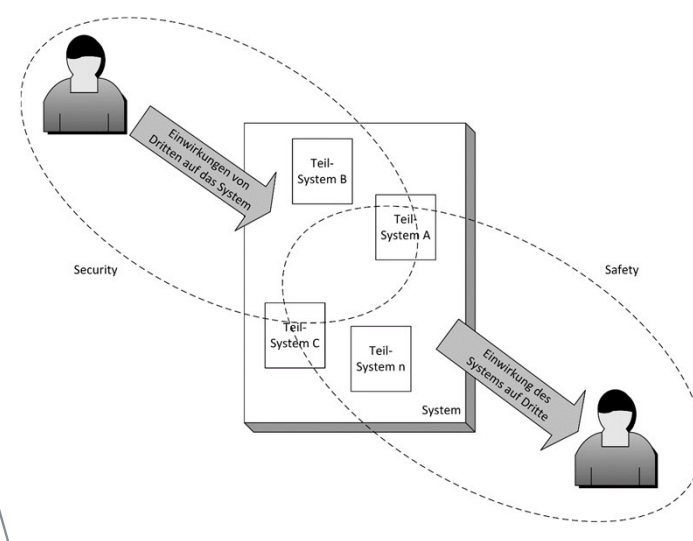 Einwirkungen von
Dritten auf das System
Teil-
System B
Teil-
System A
Security
Safety
Teil-
System C
Teil-
System n
Einwirkung des
Systems auf Dritte
System